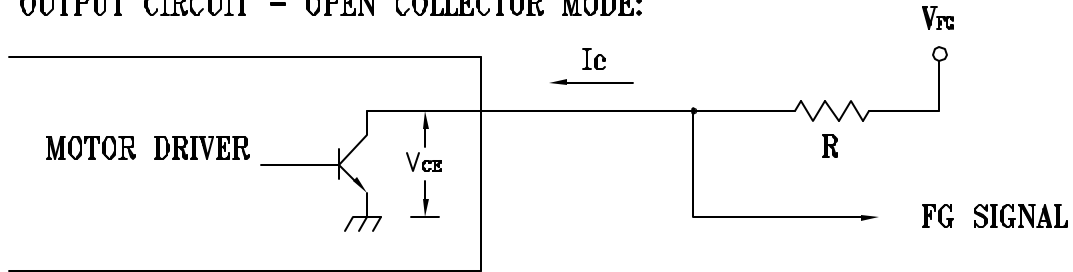 OUTPUT CIRCUIT - OPEN COLLECTOR MODE:
VFG
Ic
MOTOR DRIVER
VCE
R
FG SIGNAL